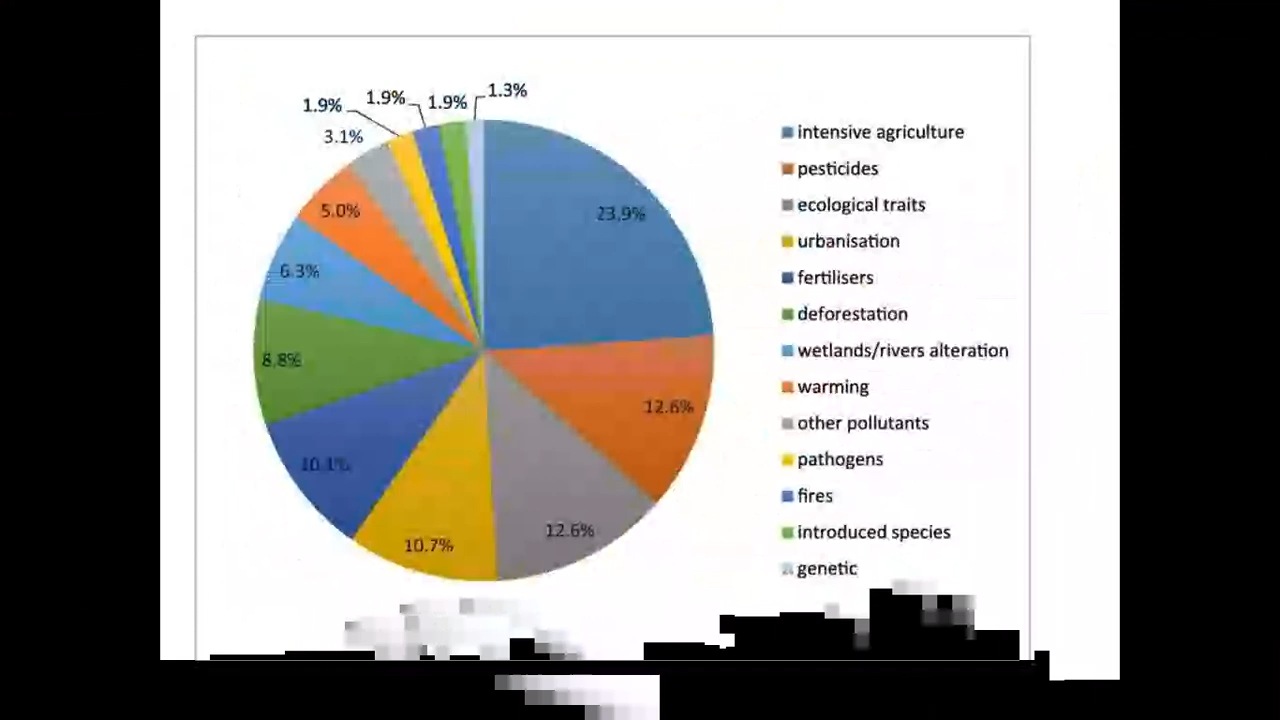 1.3%
1.9%
1.9%
1.9%
3.1%
5.0%
6.3%
8.8%
10.1%
10.7%
12.6%
12.6%
23.9%
intensive agriculture
pesticides
ecological traits
urbanisation
fertilisers
deforestation
wetlands/rivers alteration
warming
other pollutants
pathogens
fires
introduced species
genetic